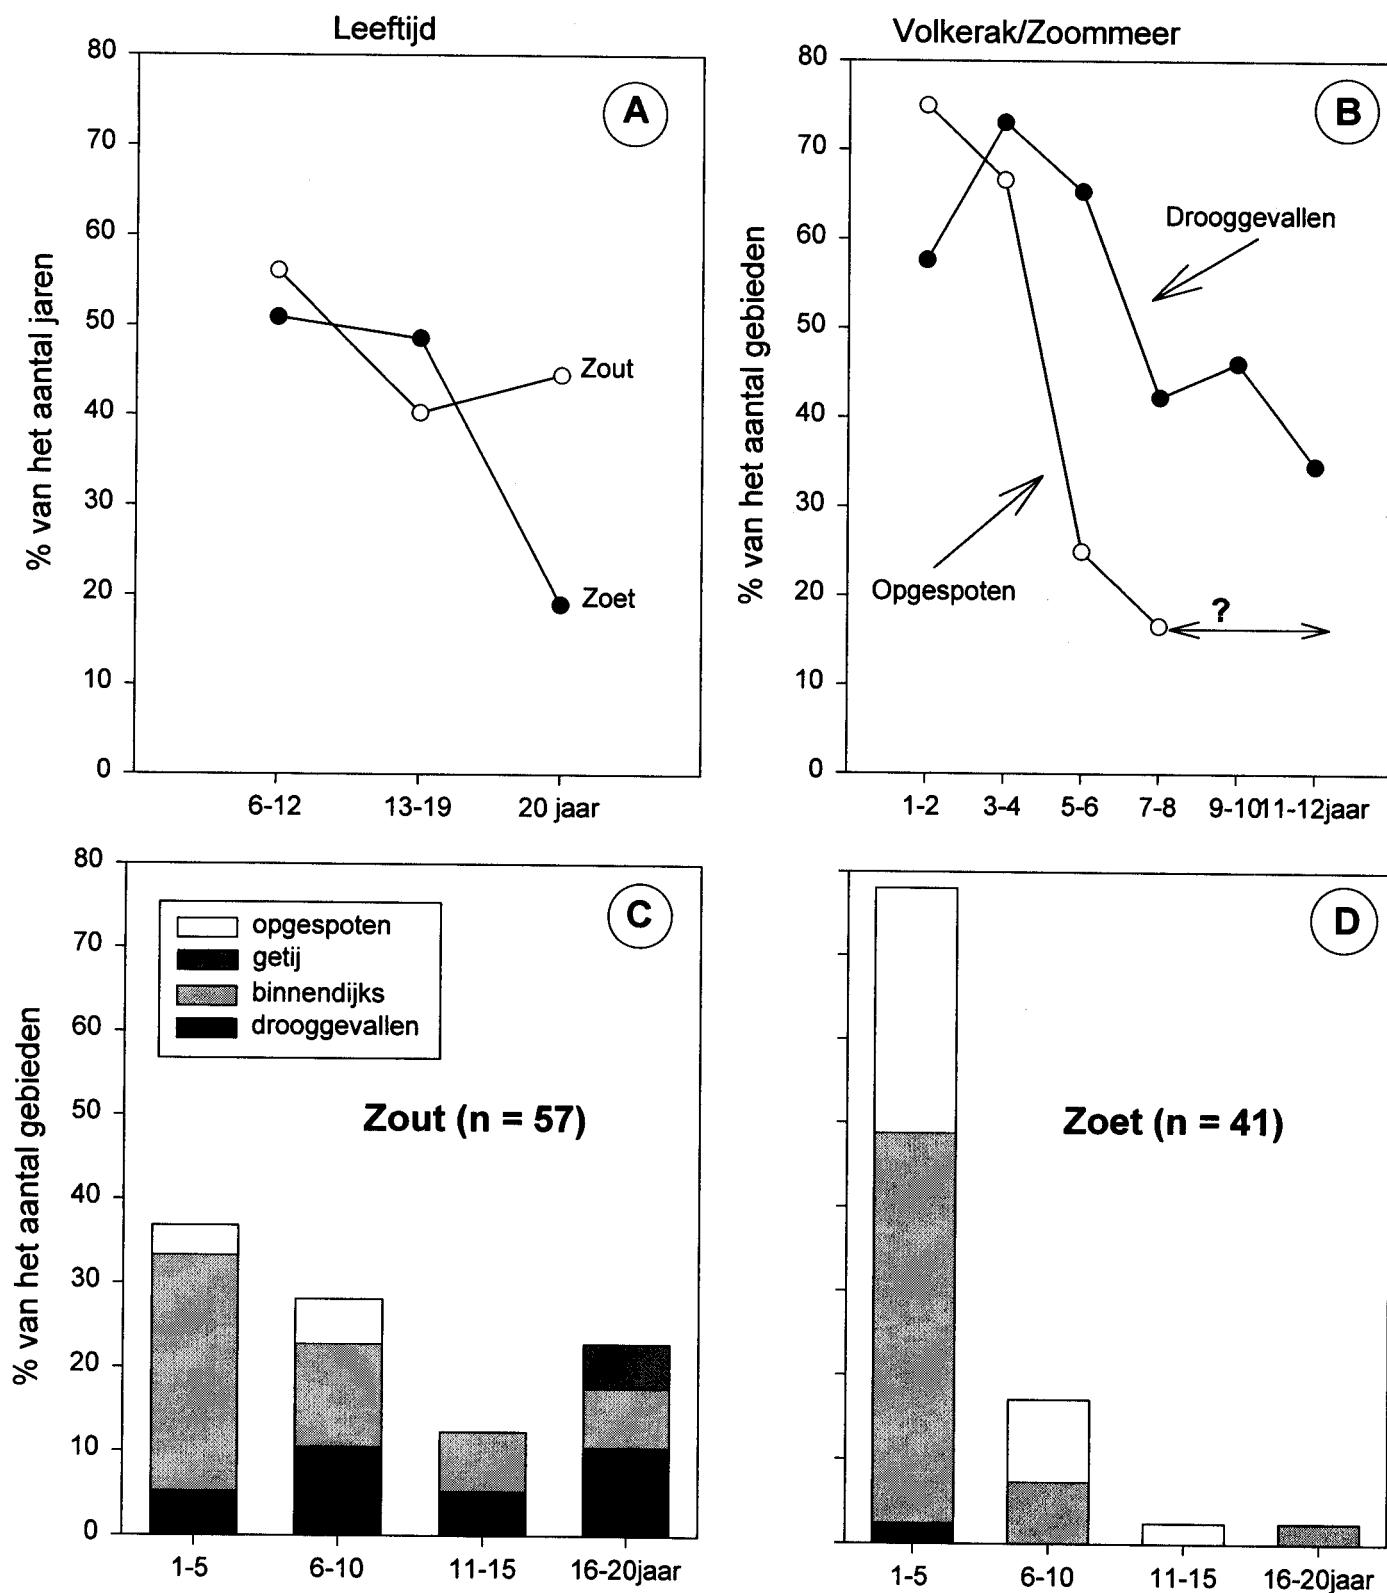 Leeftijd
A
80
70
60
50
40
30
20
10
0
% van het aantal jaren
Zout
Zoet
6-12 13-19 20 jaar
Volkerak/Zoommeer
B
80
70
60
50
40
30
20
10
0
% van het aantal gebieden
Drooggevallen
Opgespoten
?
1-2 3-4 5-6 7-8 9-10 11-12jaar
C
80
70
60
50
40
30
20
10
0
% van het aantal gebieden
opgespoten
getij
binnendijks
drooggevallen
Zout (n = 57)
1-5 6-10 11-15 16-20jaar
D
Zoet (n = 41)
1-5 6-10 11-15 16-20jaar